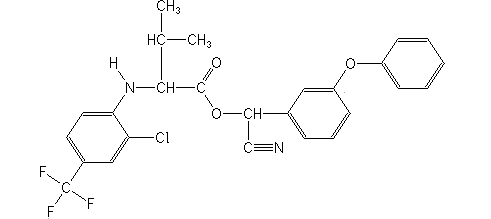 CH3
HC CH3
H O O
N CH C
O CH
Cl
C N
F
C
F F